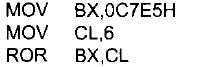 MOV BX,0C7E5H
MOV CL,6
ROR BX,CL